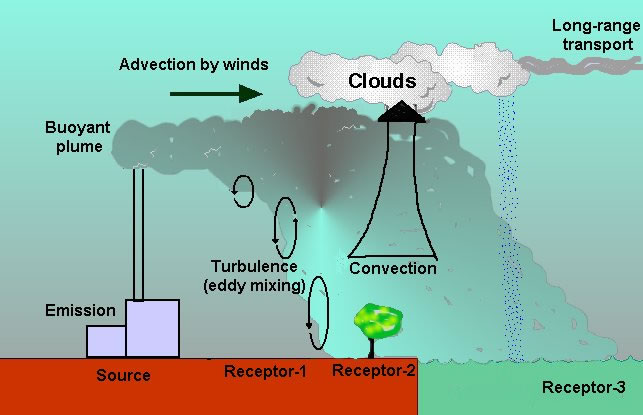 Long-range
transport
Advection by winds
Clouds
Buoyant
plume
Turbulence
(eddy mixing)
Convection
Emission
Source
Receptor-1
Receptor-2
Receptor-3